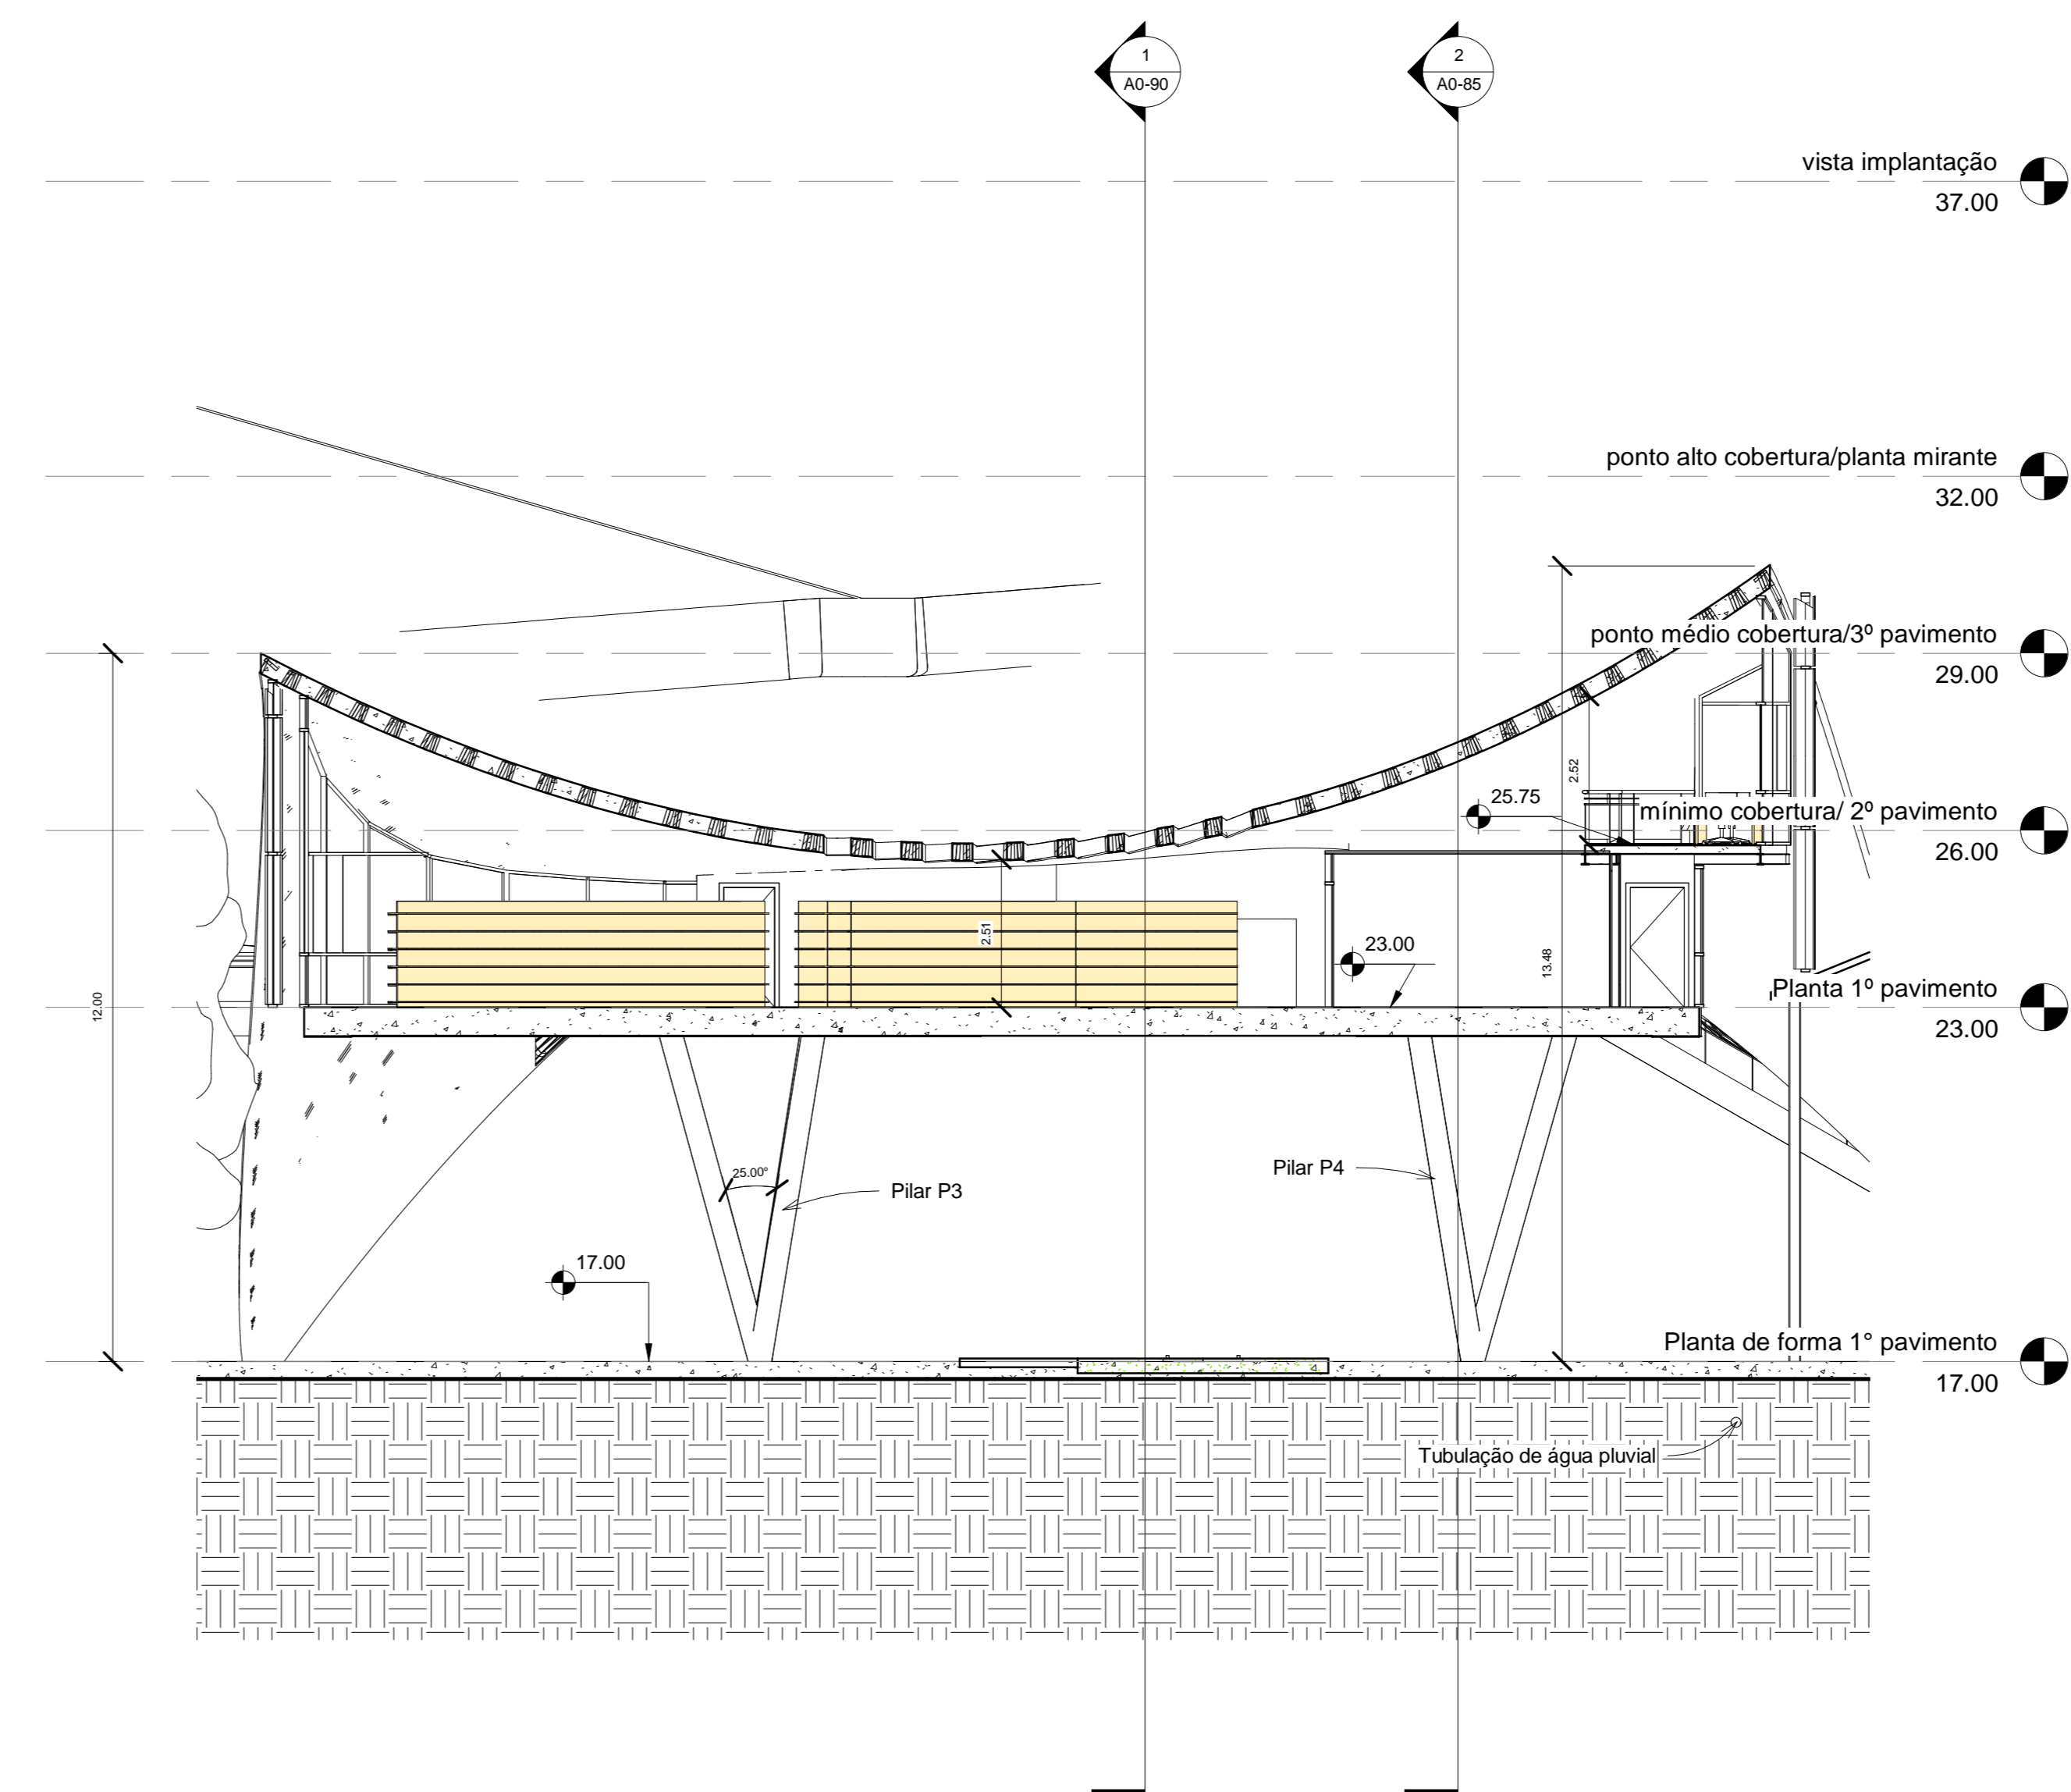 1
A0-90
2
A0-85
vista implantação
37.00
ponto alto cobertura/planta mirante
32.00
ponto médio cobertura/3º pavimento
29.00
2.52
25.75
mínimo cobertura/ 2º pavimento
26.00
2.51
23.00
13.48
12.00
Planta 1º pavimento
23.00
25.00°
Pilar P3
Pilar P4
17.00
Planta de forma 1° pavimento
17.00
Tubulação de água pluvial